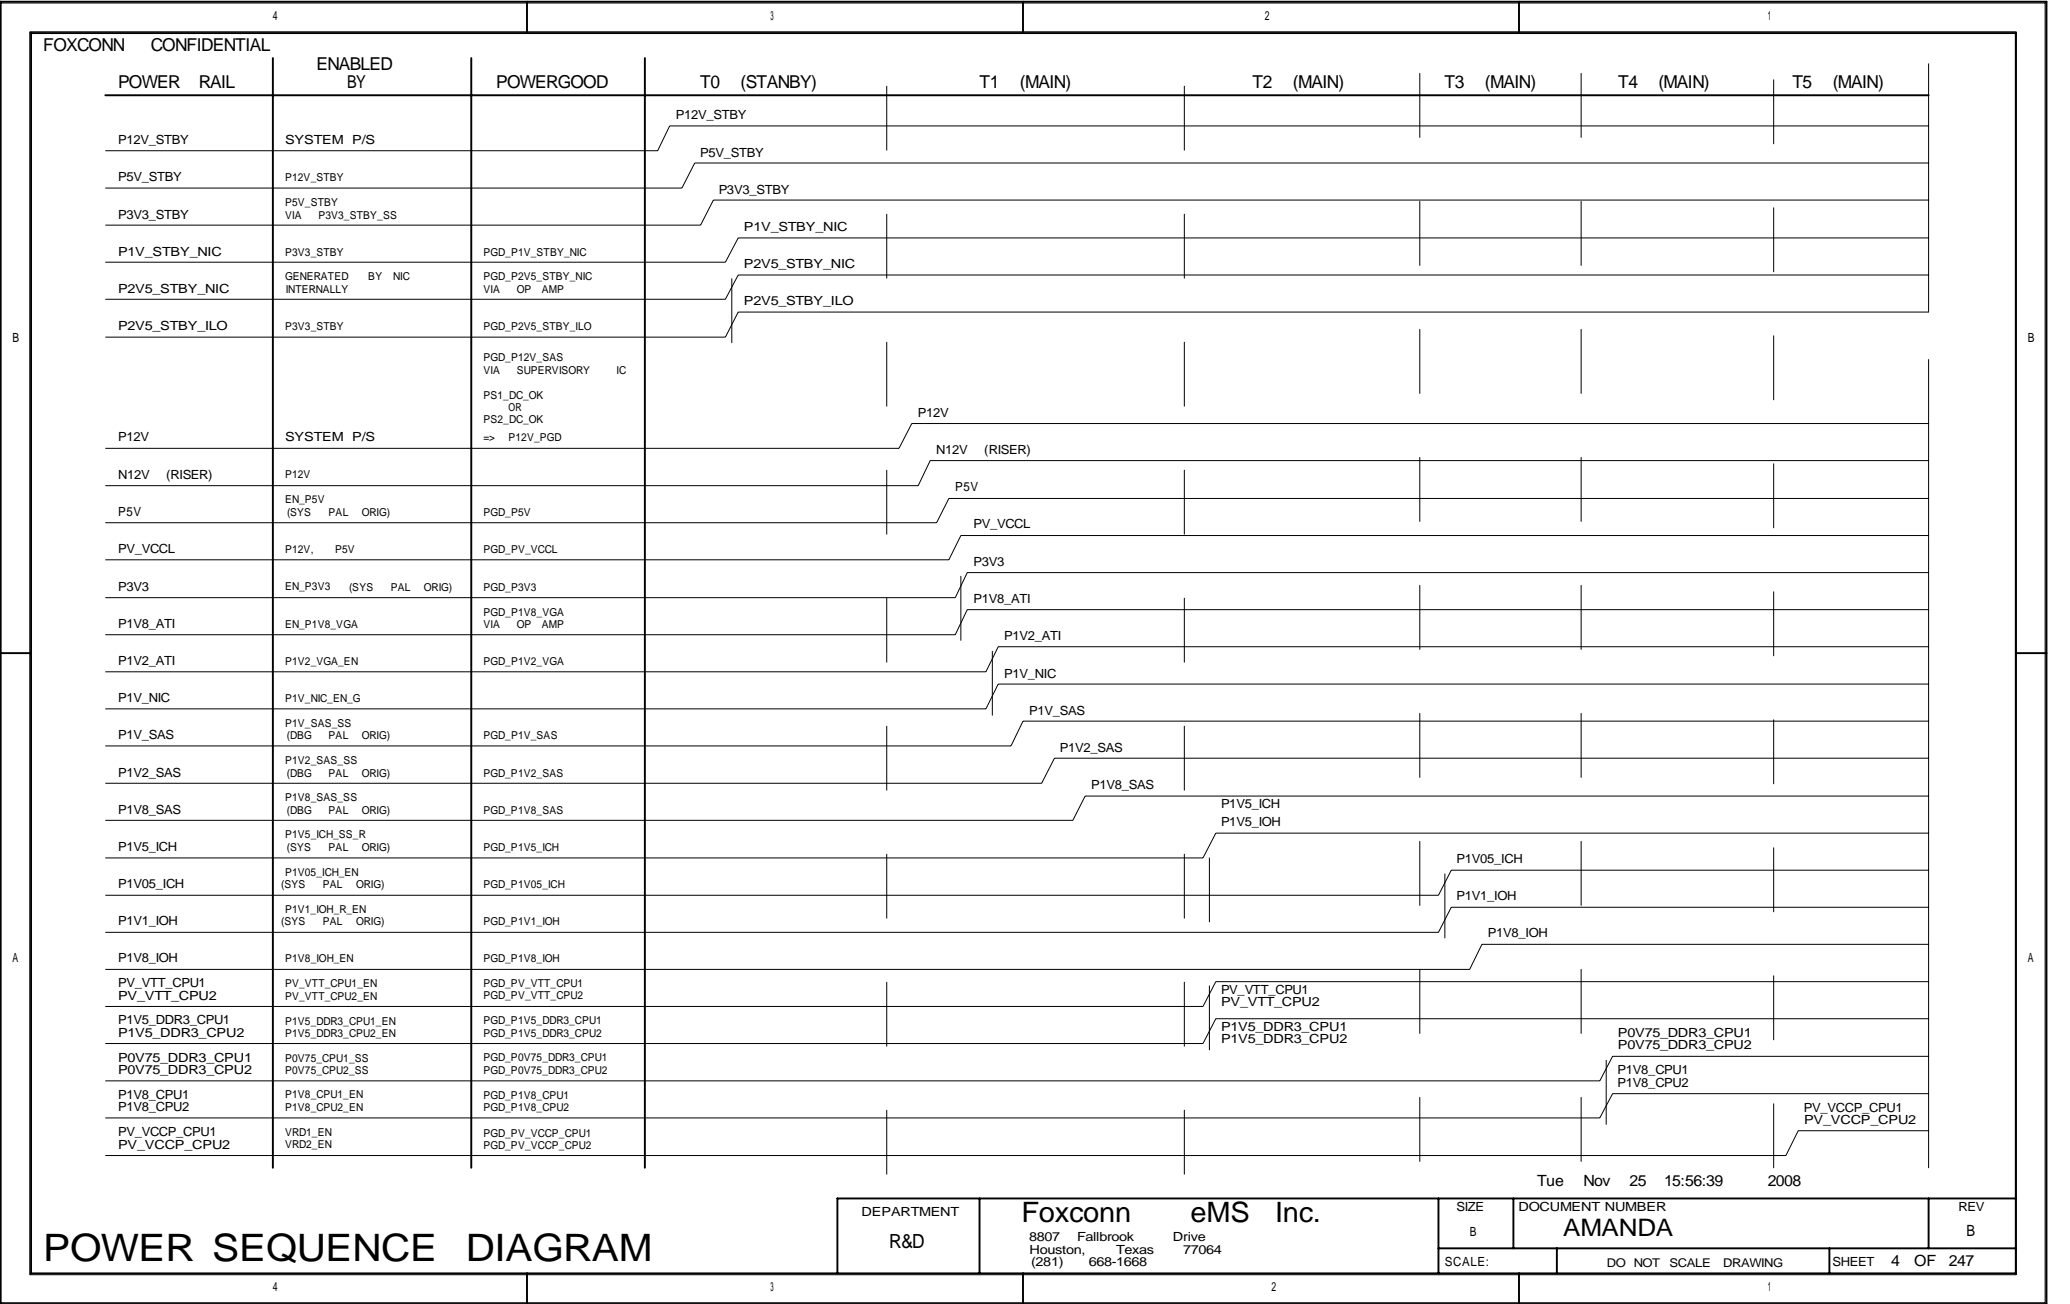 4 3 2 1
FOXCONN CONFIDENTIAL
POWER RAIL
ENABLED
BY
POWERGOOD
T0 (STANBY)
T1 (MAIN)
T2 (MAIN)
T3 (MAIN)
T4 (MAIN)
T5 (MAIN)
P12V_STBY
P12V_STBY
SYSTEM P/S
P5V_STBY
P5V_STBY
P12V_STBY
P3V3_STBY
P3V3_STBY
P5V_STBY
VIA P3V3_STBY_SS
P1V_STBY_NIC
P1V_STBY_NIC
P3V3_STBY
PGD_P1V_STBY_NIC
P2V5_STBY_NIC
P2V5_STBY_NIC
GENERATED BY NIC
INTERNALLY
PGD_P2V5_STBY_NIC
VIA OP AMP
P2V5_STBY_ILO
P2V5_STBY_ILO
P3V3_STBY
PGD_P2V5_STBY_ILO
B
B
PGD_P12V_SAS
VIA SUPERVISORY IC
PS1_DC_OK
OR
PS2_DC_OK
P12V
P12V
SYSTEM P/S
=> P12V_PGD
N12V (RISER)
N12V (RISER)
P12V
P5V
P5V
EN_P5V
(SYS PAL ORIG)
PGD_P5V
PV_VCCL
PV_VCCL
P12V, P5V
PGD_PV_VCCL
P3V3
P3V3
EN_P3V3 (SYS PAL ORIG)
PGD_P3V3
P1V8_ATI
P1V8_ATI
EN_P1V8_VGA
PGD_P1V8_VGA
VIA OP AMP
P1V2_ATI
P1V2_ATI
P1V2_VGA_EN
PGD_P1V2_VGA
P1V_NIC
P1V_NIC
P1V_NIC_EN_G
P1V_SAS
P1V_SAS
P1V_SAS_SS
(DBG PAL ORIG)
PGD_P1V_SAS
P1V2_SAS
P1V2_SAS
P1V2_SAS_SS
(DBG PAL ORIG)
PGD_P1V2_SAS
P1V8_SAS
P1V8_SAS
P1V8_SAS_SS
(DBG PAL ORIG)
PGD_P1V8_SAS
P1V5_ICH
P1V5_IOH
P1V5_ICH
P1V5_ICH_SS_R
(SYS PAL ORIG)
PGD_P1V5_ICH
P1V05_ICH
P1V05_ICH
P1V05_ICH_EN
(SYS PAL ORIG)
PGD_P1V05_ICH
P1V1_IOH
P1V1_IOH
P1V1_IOH_R_EN
(SYS PAL ORIG)
PGD_P1V1_IOH
P1V8_IOH
A
P1V8_IOH
P1V8_IOH_EN
PGD_P1V8_IOH
A
PV_VTT_CPU1
PV_VTT_CPU2
PV_VTT_CPU1_EN
PV_VTT_CPU2_EN
PGD_PV_VTT_CPU1
PGD_PV_VTT_CPU2
PV_VTT_CPU1
PV_VTT_CPU2
P1V5_DDR3_CPU1
P1V5_DDR3_CPU2
P1V5_DDR3_CPU1_EN
P1V5_DDR3_CPU2_EN
PGD_P1V5_DDR3_CPU1
PGD_P1V5_DDR3_CPU2
P1V5_DDR3_CPU1
P1V5_DDR3_CPU2
P0V75_DDR3_CPU1
P0V75_DDR3_CPU2
P0V75_DDR3_CPU1
P0V75_DDR3_CPU2
P0V75_CPU1_SS
P0V75_CPU2_SS
PGD_P0V75_DDR3_CPU1
PGD_P0V75_DDR3_CPU2
P1V8_CPU1
P1V8_CPU2
P1V8_CPU1
P1V8_CPU2
P1V8_CPU1_EN
P1V8_CPU2_EN
PGD_P1V8_CPU1
PGD_P1V8_CPU2
PV_VCCP_CPU1
PV_VCCP_CPU2
PV_VCCP_CPU1
PV_VCCP_CPU2
VRD1_EN
VRD2_EN
PGD_PV_VCCP_CPU1
PGD_PV_VCCP_CPU2
Tue Nov 25 15:56:39 2008
POWER SEQUENCE DIAGRAM
DEPARTMENT
R&D
Foxconn eMS Inc.
8807 Fallbrook Drive
Houston, Texas 77064
(281) 668-1668
SIZE
B
DOCUMENT NUMBER
AMANDA
REV
B
SCALE:
DO NOT SCALE DRAWING
SHEET 4 OF 247
4 3 2 1